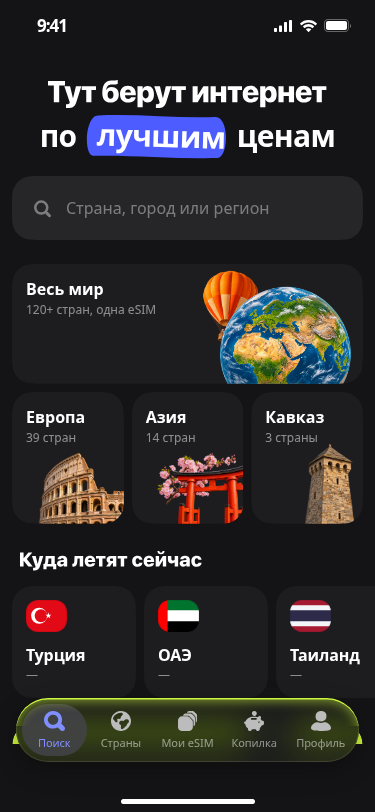 9:41
Тут берут интернет
по лучшим ценам
Страна, город или регион
Весь мир
120+ стран, одна eSIM
Европа
39 стран
Азия
14 стран
Кавказ
3 страны
Куда летят сейчас
Турция
—
ОАЭ
—
Таиланд
—
Поиск
Страны
Мои eSIM
Копилка
Профиль